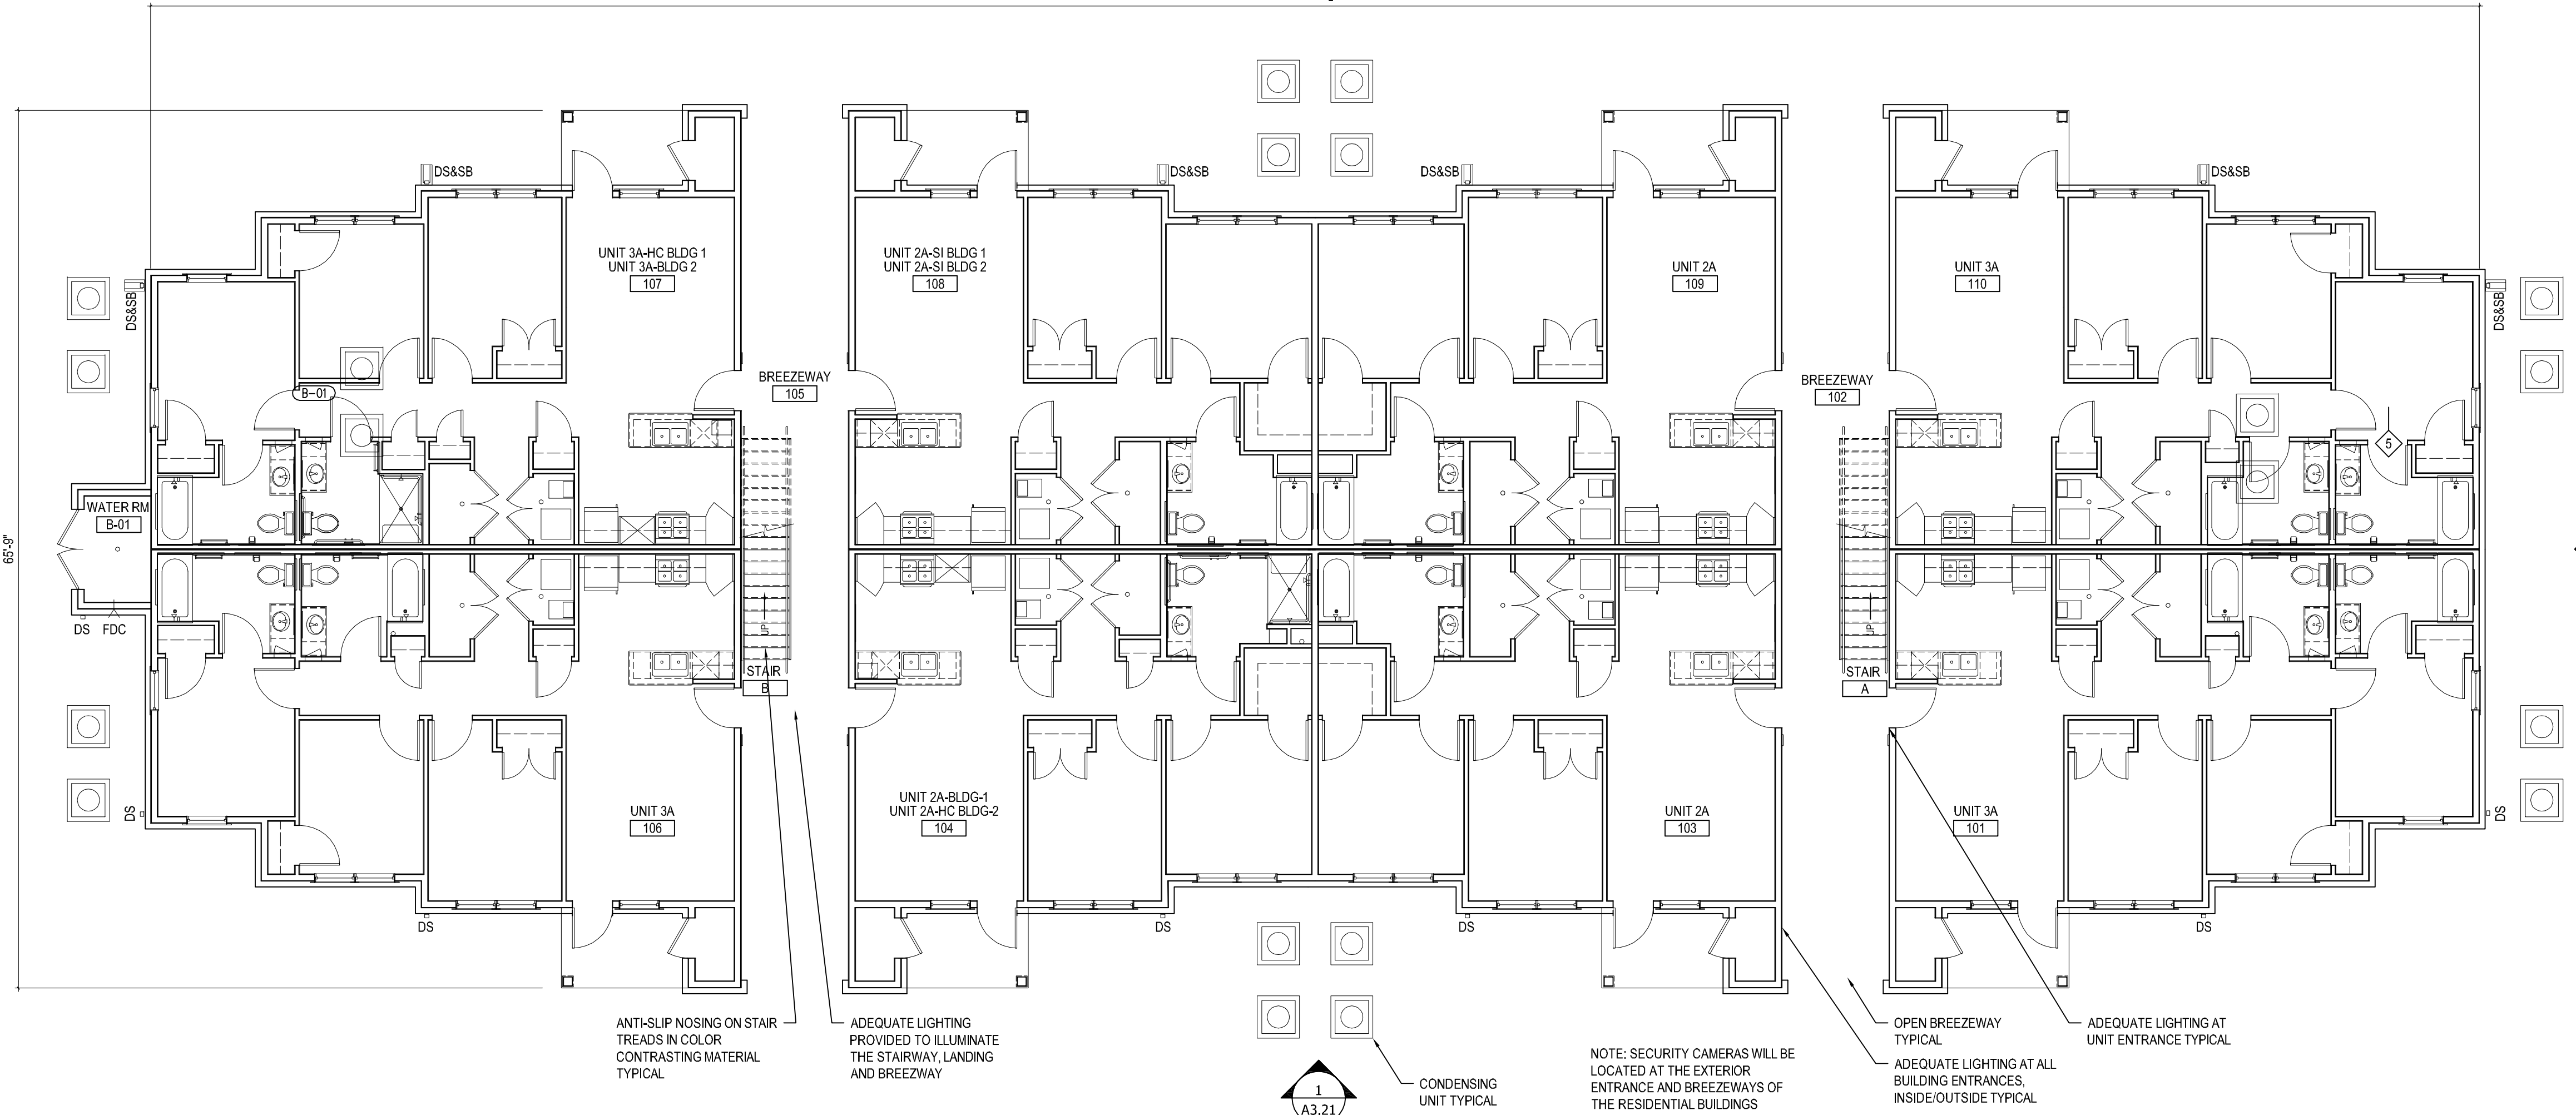 DS&SB
DS&SB
DS&SB
DS&SB
UNIT 3A-HC BLDG 1
UNIT 3A-BLDG 2
107
UNIT 2A-SI BLDG 1
UNIT 2A-SI BLDG 2
108
UNIT 2A
109
UNIT 3A
110
DS&SB
DS&SB
B-01
BREEZEWAY
105
BREEZEWAY
102
5
WATER RM
B-01
65'-9"
DS
FDC
UP
UP
STAIR
B
STAIR
A
UNIT 3A
106
UNIT 2A-BLDG-1
UNIT 2A-HC BLDG-2
104
UNIT 2A
103
UNIT 3A
101
DS
DS
DS
DS
DS
DS
ANTI-SLIP NOSING ON STAIR
TREADS IN COLOR
CONTRASTING MATERIAL
TYPICAL
ADEQUATE LIGHTING
PROVIDED TO ILLUMINATE
THE STAIRWAY, LANDING
AND BREEZWAY
1
A3.21
CONDENSING
UNIT TYPICAL
NOTE: SECURITY CAMERAS WILL BE
LOCATED AT THE EXTERIOR
ENTRANCE AND BREEZEWAYS OF
THE RESIDENTIAL BUILDINGS
OPEN BREEZEWAY
TYPICAL
ADEQUATE LIGHTING AT ALL
BUILDING ENTRANCES,
INSIDE/OUTSIDE TYPICAL
ADEQUATE LIGHTING AT
UNIT ENTRANCE TYPICAL